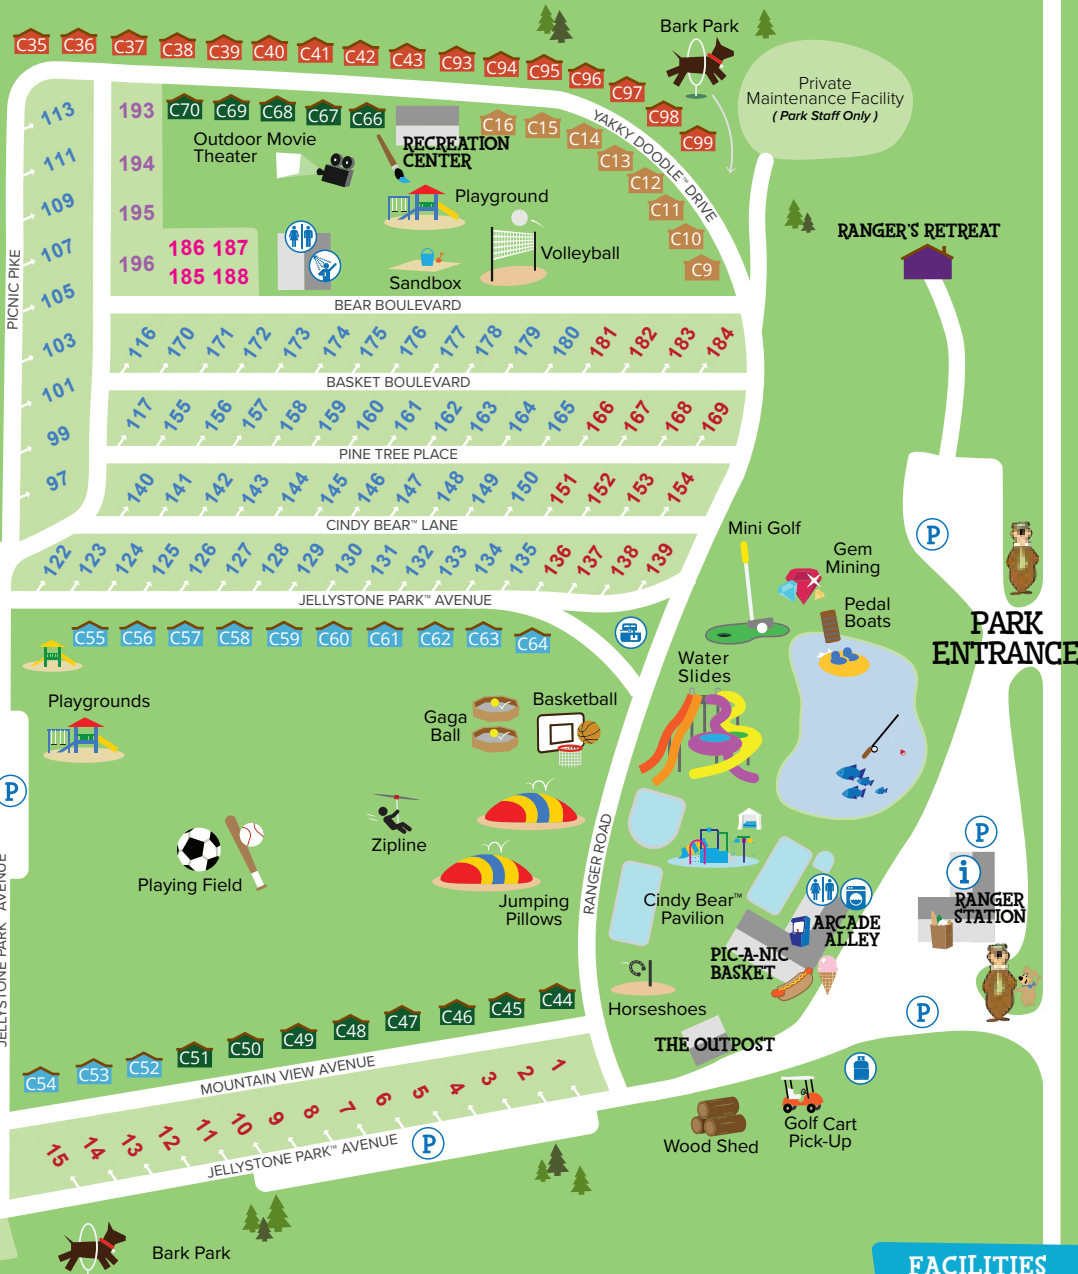 Bark Park
C35 C36 C37 C38 C39 C40 C41 C42 C43 C93 C94 C95 C96 C97 C98 C99
Private
Maintenance Facility
( Park Staff Only )
113
111
109
107
105
103
101
99
97
PICNIC PIKE
193
194
195
196
C70 C69 C68 C67 C66
Outdoor Movie
Theater
RECREATION
CENTER
C16 C15 C14 C13 C12 C11 C10 C9
YAKKY DOODLE™ DRIVE
Playground
Volleyball
Sandbox
186 187
185 188
RANGER'S RETREAT
BEAR BOULEVARD
116 170 171 172 173 174 175 176 177 178 179 180 181 182 183 184
BASKET BOULEVARD
117 155 156 157 158 159 160 161 162 163 164 165 166 167 168 169
PINE TREE PLACE
140 141 142 143 144 145 146 147 148 149 150 151 152 153 154
CINDY BEAR™ LANE
122 123 124 125 126 127 128 129 130 131 132 133 134 135 136 137 138 139
JELLYSTONE PARK™ AVENUE
C55 C56 C57 C58 C59 C60 C61 C62 C63 C64
Mini Golf
Gem
Mining
Pedal
Boats
P
PARK
ENTRANCE
Water
Slides
Playgrounds
Gaga
Ball
Basketball
P
Zipline
Playing Field
Jumping
Pillows
RANGER ROAD
JELLYSTONE PARK AVENUE
Cindy Bear™
Pavilion
ARCADE
ALLEY
PIC-A-NIC
BASKET
P
i
RANGER
STATION
Horseshoes
P
THE OUTPOST
C54 C53 C52 C51 C50 C49 C48 C47 C46 C45 C44
MOUNTAIN VIEW AVENUE
15 14 13 12 11 10 9 8 7 6 5 4 3 2 1
JELLYSTONE PARK™ AVENUE
P
Wood Shed
Golf Cart
Pick-Up
Bark Park
FACILITIES